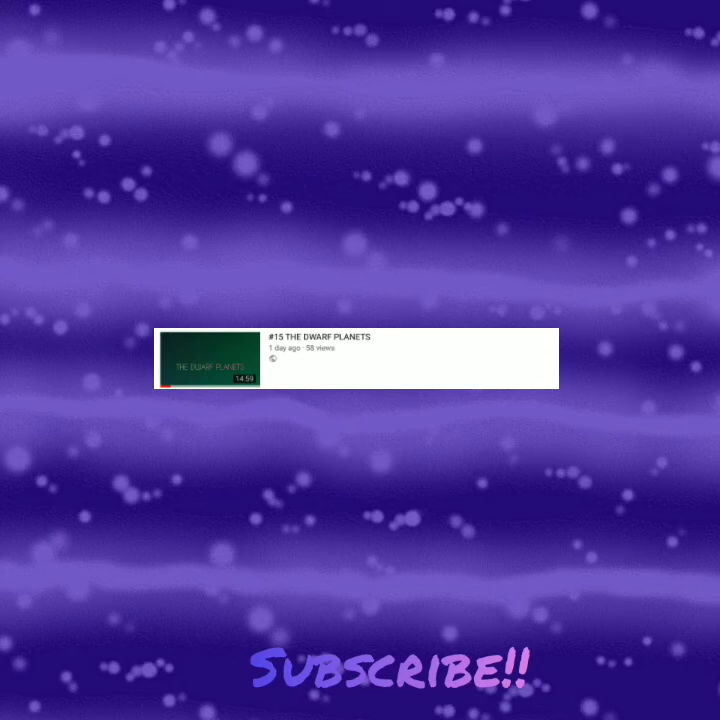 #15 THE DWARF PLANETS
1 day ago · 58 views
THE DWARF PLANETS
14:59
SUBSCRIBE!!